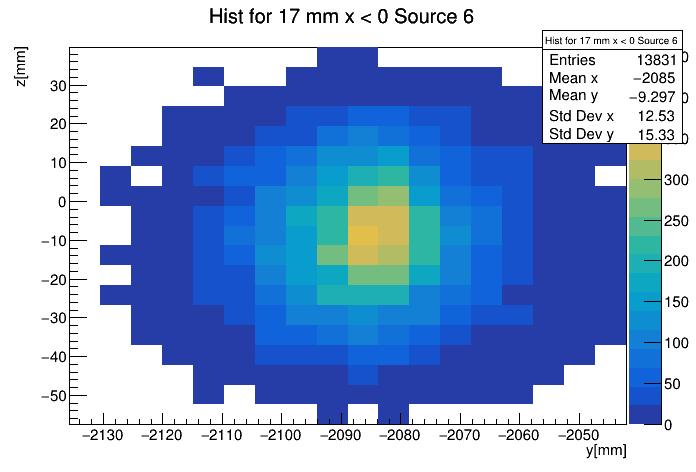 Hist for 17 mm x < 0 Source 6
z[mm]
Hist for 17 mm x < 0 Source 6
Entries 13831
Mean x −2085
Mean y −9.297
Std Dev x 12.53
Std Dev y 15.33
30
20
10
0
−10
−20
−30
−40
−50
300
250
200
150
100
50
0
−2130 −2120 −2110 −2100 −2090 −2080 −2070 −2060 −2050
y[mm]